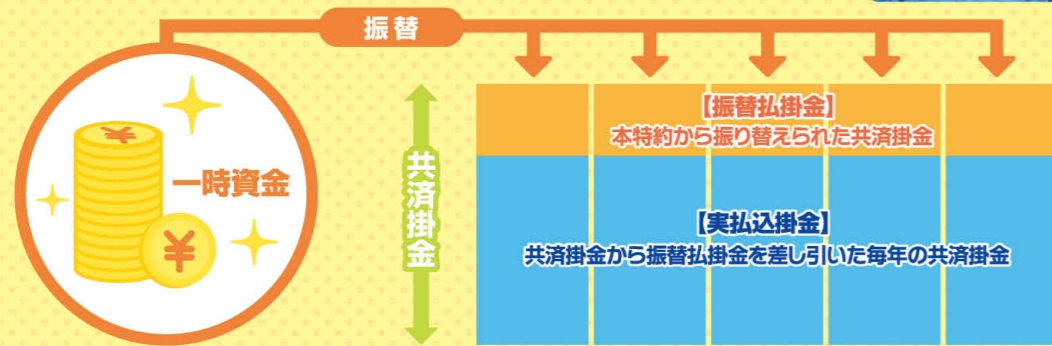 振替
一時資金
¥
¥
共済掛金
【振替払掛金】
本特約から振り替えられた共済掛金
【実払込掛金】
共済掛金から振替払掛金を差し引いた毎年の共済掛金